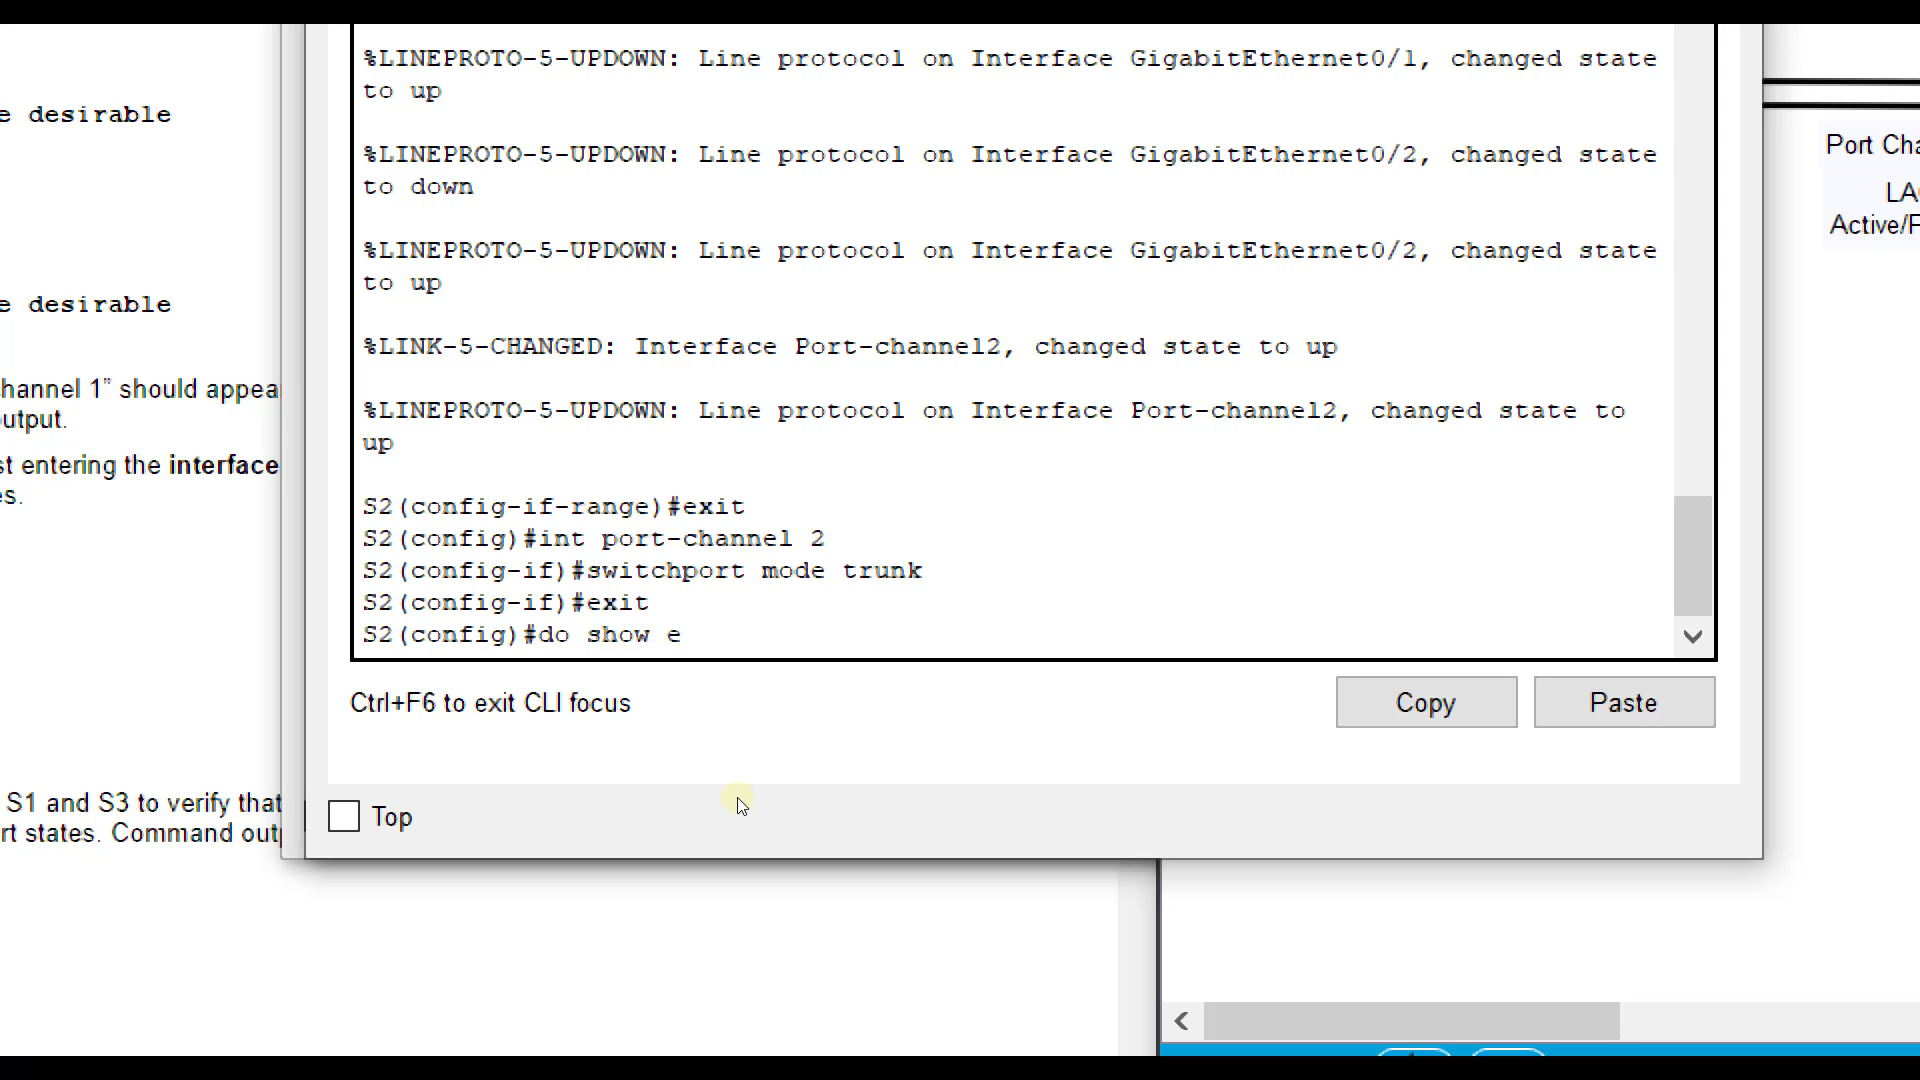 %LINEPROTO-5-UPDOWN: Line protocol on Interface GigabitEthernet0/1, changed state
to up
%LINEPROTO-5-UPDOWN: Line protocol on Interface GigabitEthernet0/2, changed state
to down
%LINEPROTO-5-UPDOWN: Line protocol on Interface GigabitEthernet0/2, changed state
to up
%LINK-5-CHANGED: Interface Port-channel2, changed state to up
%LINEPROTO-5-UPDOWN: Line protocol on Interface Port-channel2, changed state to
up
S2(config-if-range)#exit
S2(config)#int port-channel 2
S2(config-if)#switchport mode trunk
S2(config-if)#exit
S2(config)#do show e
Ctrl+F6 to exit CLI focus
Copy
Paste
Top
e desirable
e desirable
hannel 1” should appea
utput.
st entering the interface
es.
S1 and S3 to verify that
rt states. Command out
Port Cha
LA
Active/